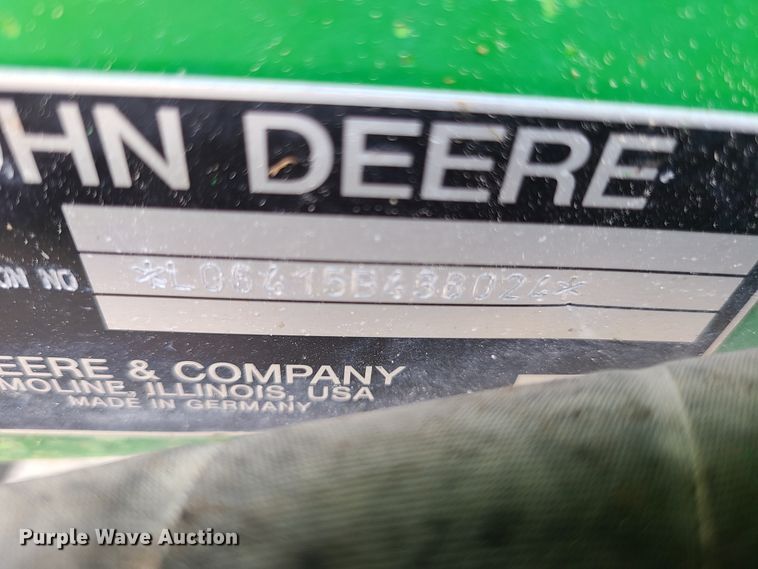 OHN DEERE
ON NO. *L06415B438024*
EERE & COMPANY
MOLINE, ILLINOIS, USA
MADE IN GERMANY
Purple Wave Auction